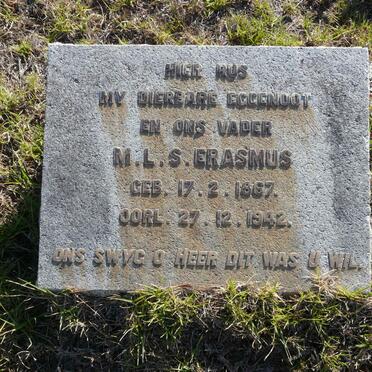 HIER RUS
MY DIERBARE EGGENOOT
EN ONS VADER
M.L.S. ERASMUS
GEB. 17.2.1867.
OORL. 27.12.1942.
ONS SWYG O HEER DIT WAS U WIL.